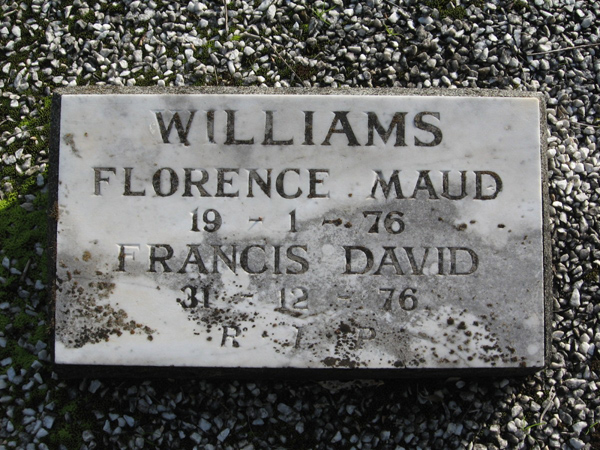 WILLIAMS
FLORENCE MAUD
19 - 1 - 76
FRANCIS DAVID
31 - 12 - 76
R I P